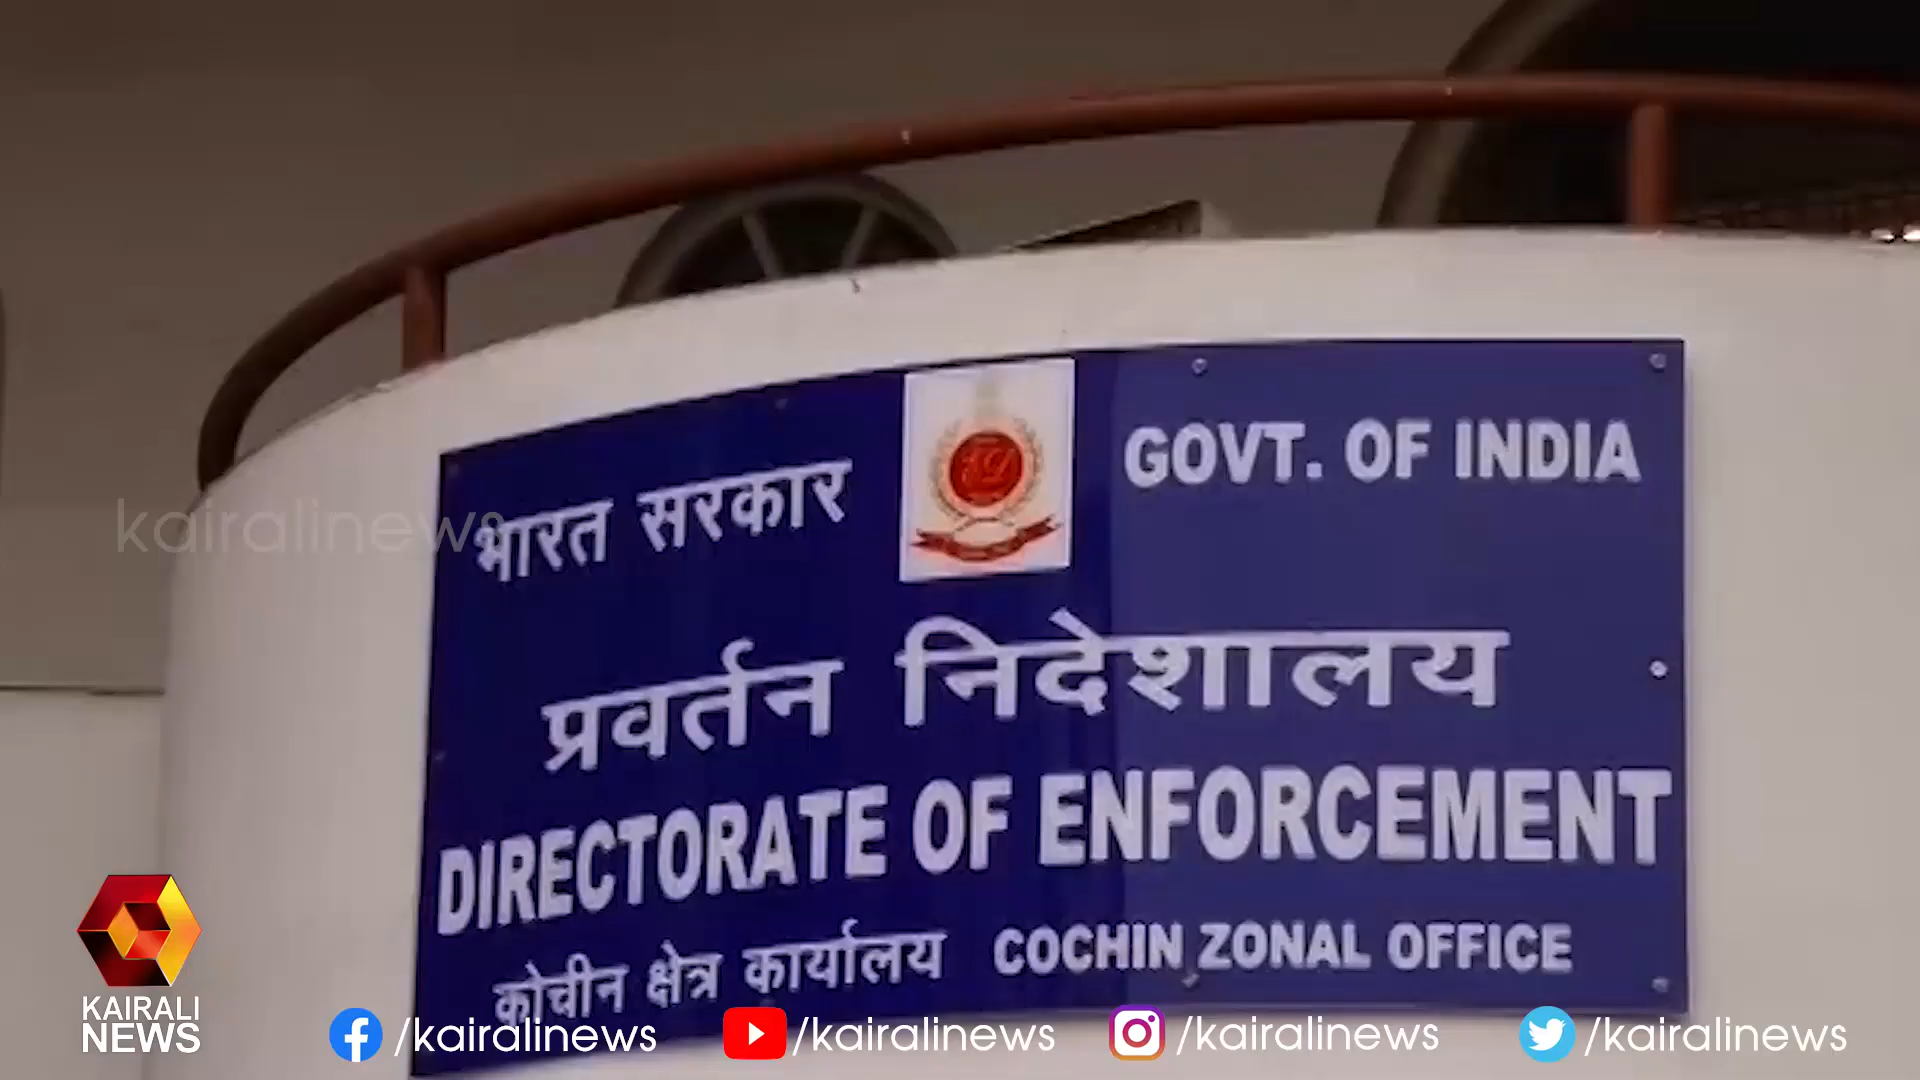 भारत सरकार
GOVT. OF INDIA
kairalinews
प्रवर्तन निदेशालय
DIRECTORATE OF ENFORCEMENT
कोचीन क्षेत्र कार्यालय COCHIN ZONAL OFFICE
KAIRALI
NEWS
/kairalinews /kairalinews /kairalinews /kairalinews